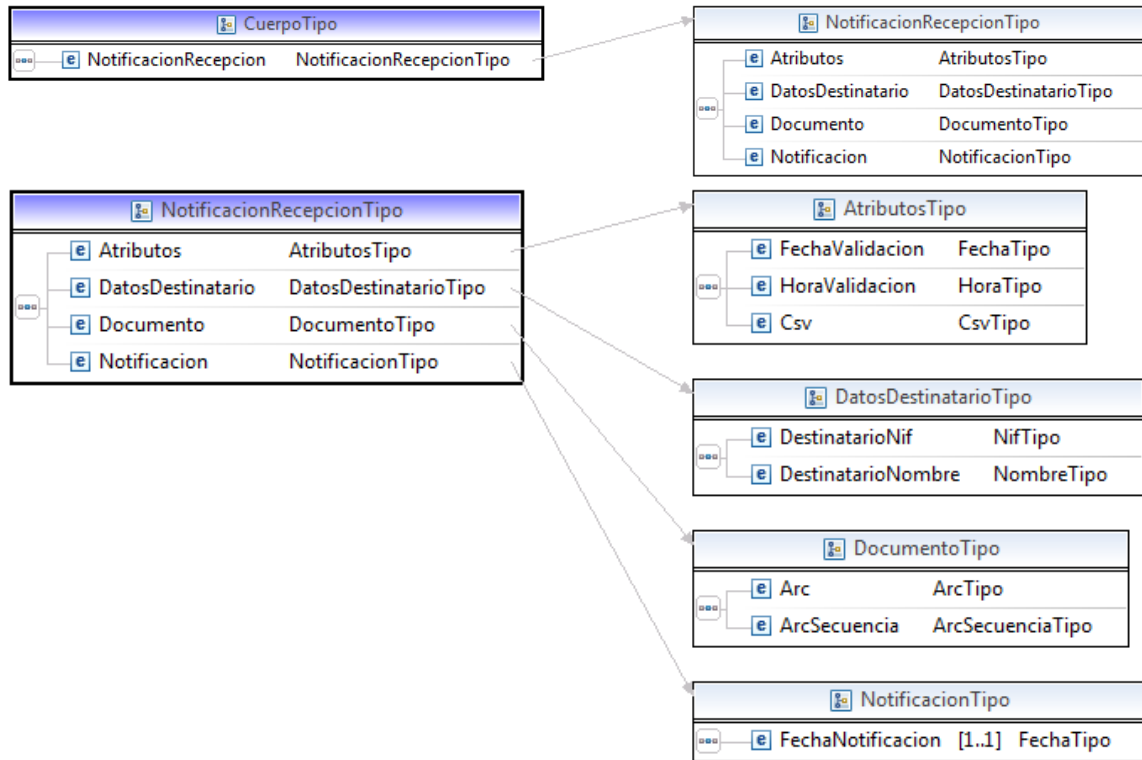 CuerpoTipo
NotificacionRecepcion NotificacionRecepcionTipo
NotificacionRecepcionTipo
Atributos AtributosTipo
DatosDestinatario DatosDestinatarioTipo
Documento DocumentoTipo
Notificacion NotificacionTipo
NotificacionRecepcionTipo
Atributos AtributosTipo
DatosDestinatario DatosDestinatarioTipo
Documento DocumentoTipo
Notificacion NotificacionTipo
AtributosTipo
FechaValidacion FechaTipo
HoraValidacion HoraTipo
Csv CsvTipo
DatosDestinatarioTipo
DestinatarioNif NifTipo
DestinatarioNombre NombreTipo
DocumentoTipo
Arc ArcTipo
ArcSecuencia ArcSecuenciaTipo
NotificacionTipo
FechaNotificacion [1..1] FechaTipo